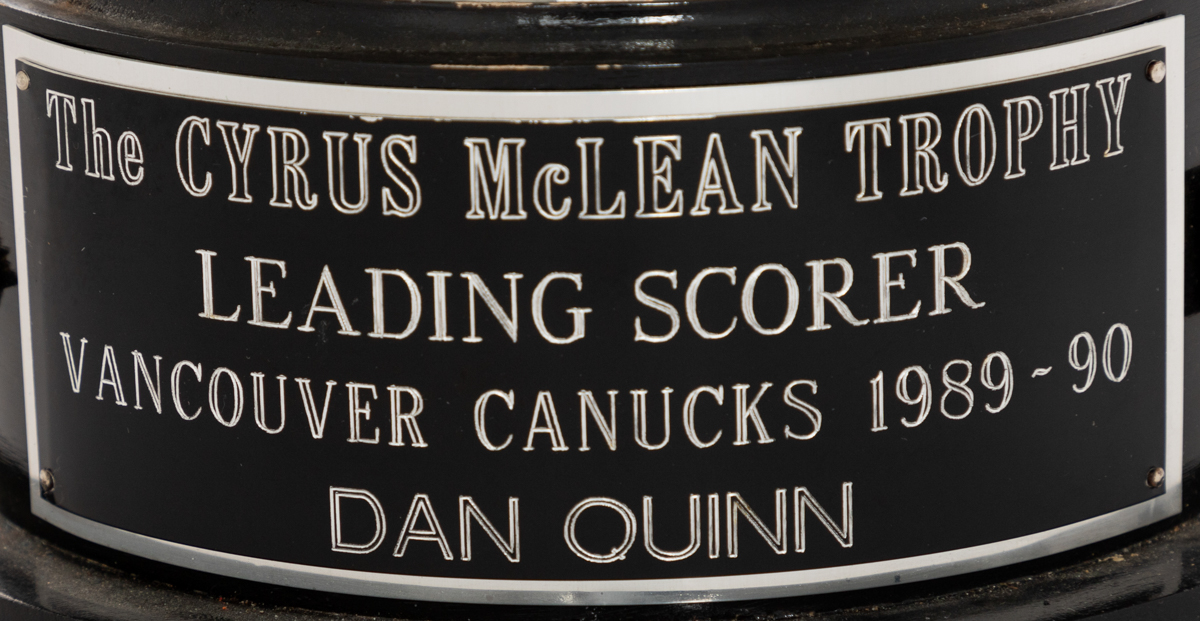 The CYRUS McLEAN TROPHY
LEADING SCORER
VANCOUVER CANUCKS 1989~90
DAN QUINN